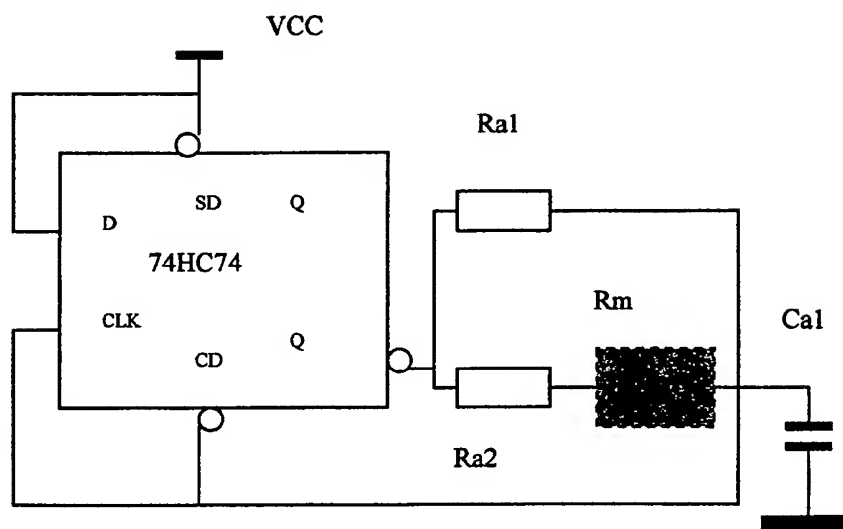 VCC
Ra1
SD Q
D
74HC74
Rm
CLK
Ca1
Q
CD
Ra2